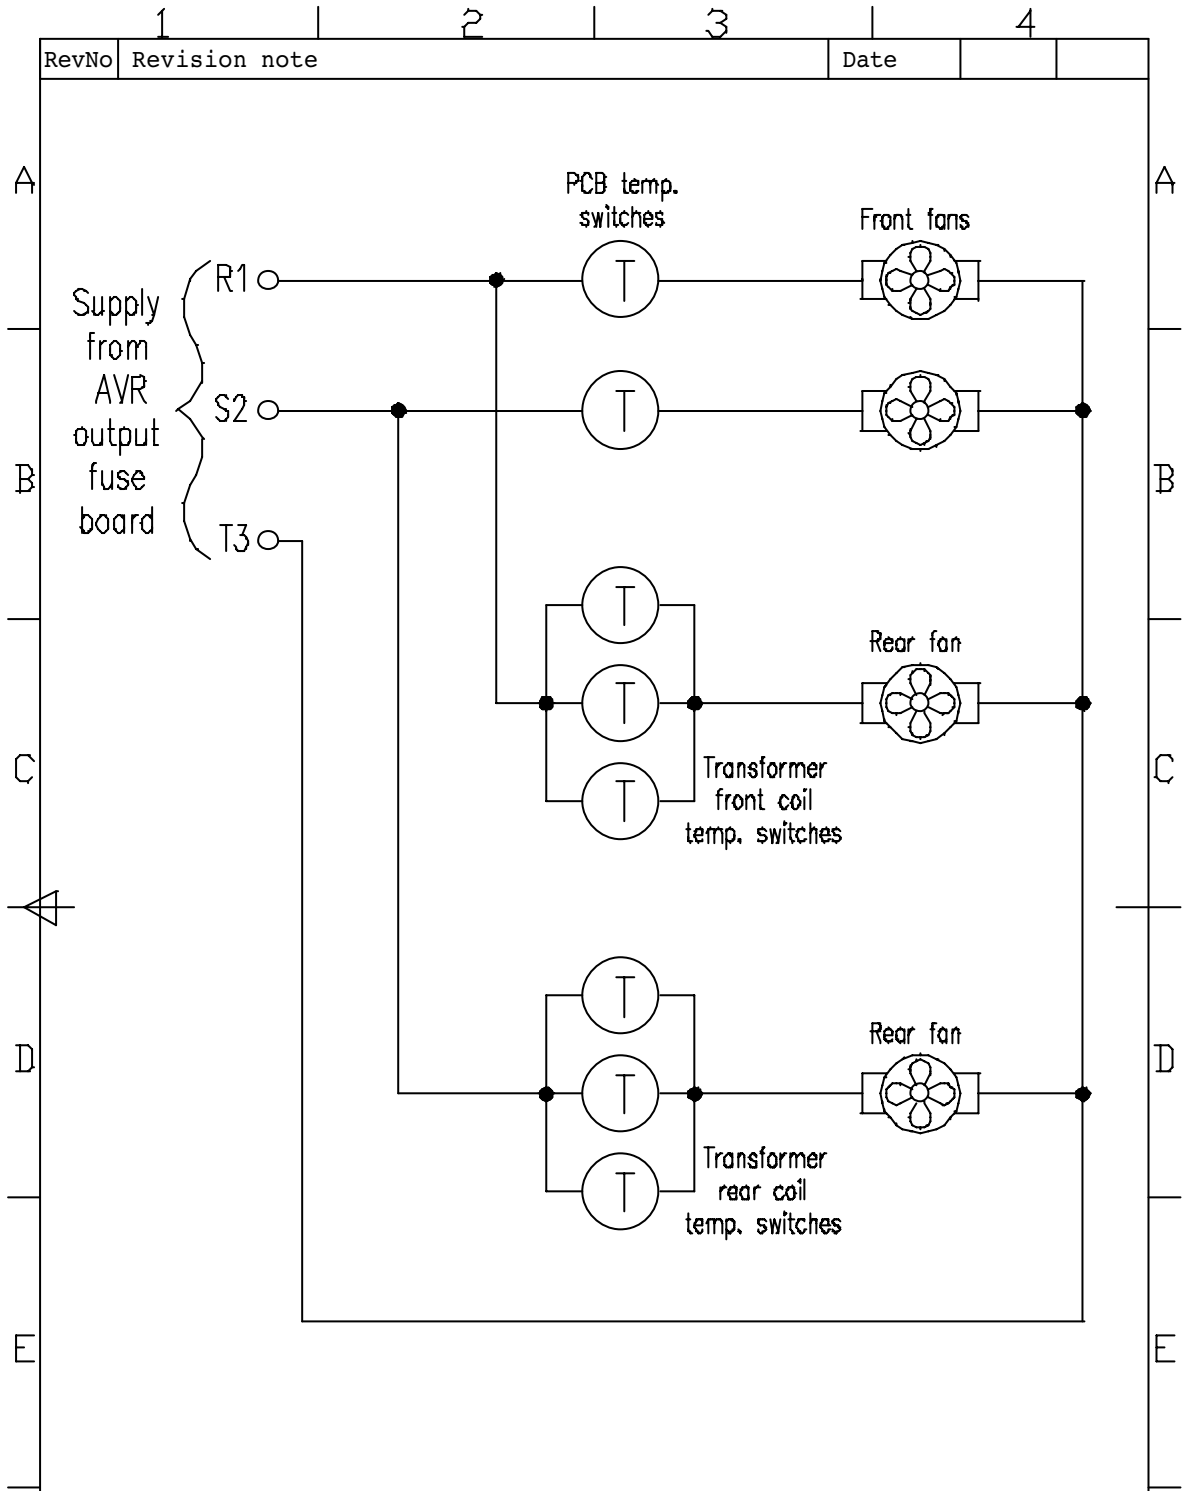 1 2 3 4
RevNo Revision note Date
A A
PCB temp.
switches
Front fans
R1 T
Supply
from
AVR
output
fuse
board
S2 T
B B
T3
T
Rear fan
T
C C
Transformer
front coil
temp. switches
T
T
Rear fan
D D
T
Transformer
rear coil
temp. switches
T
E E